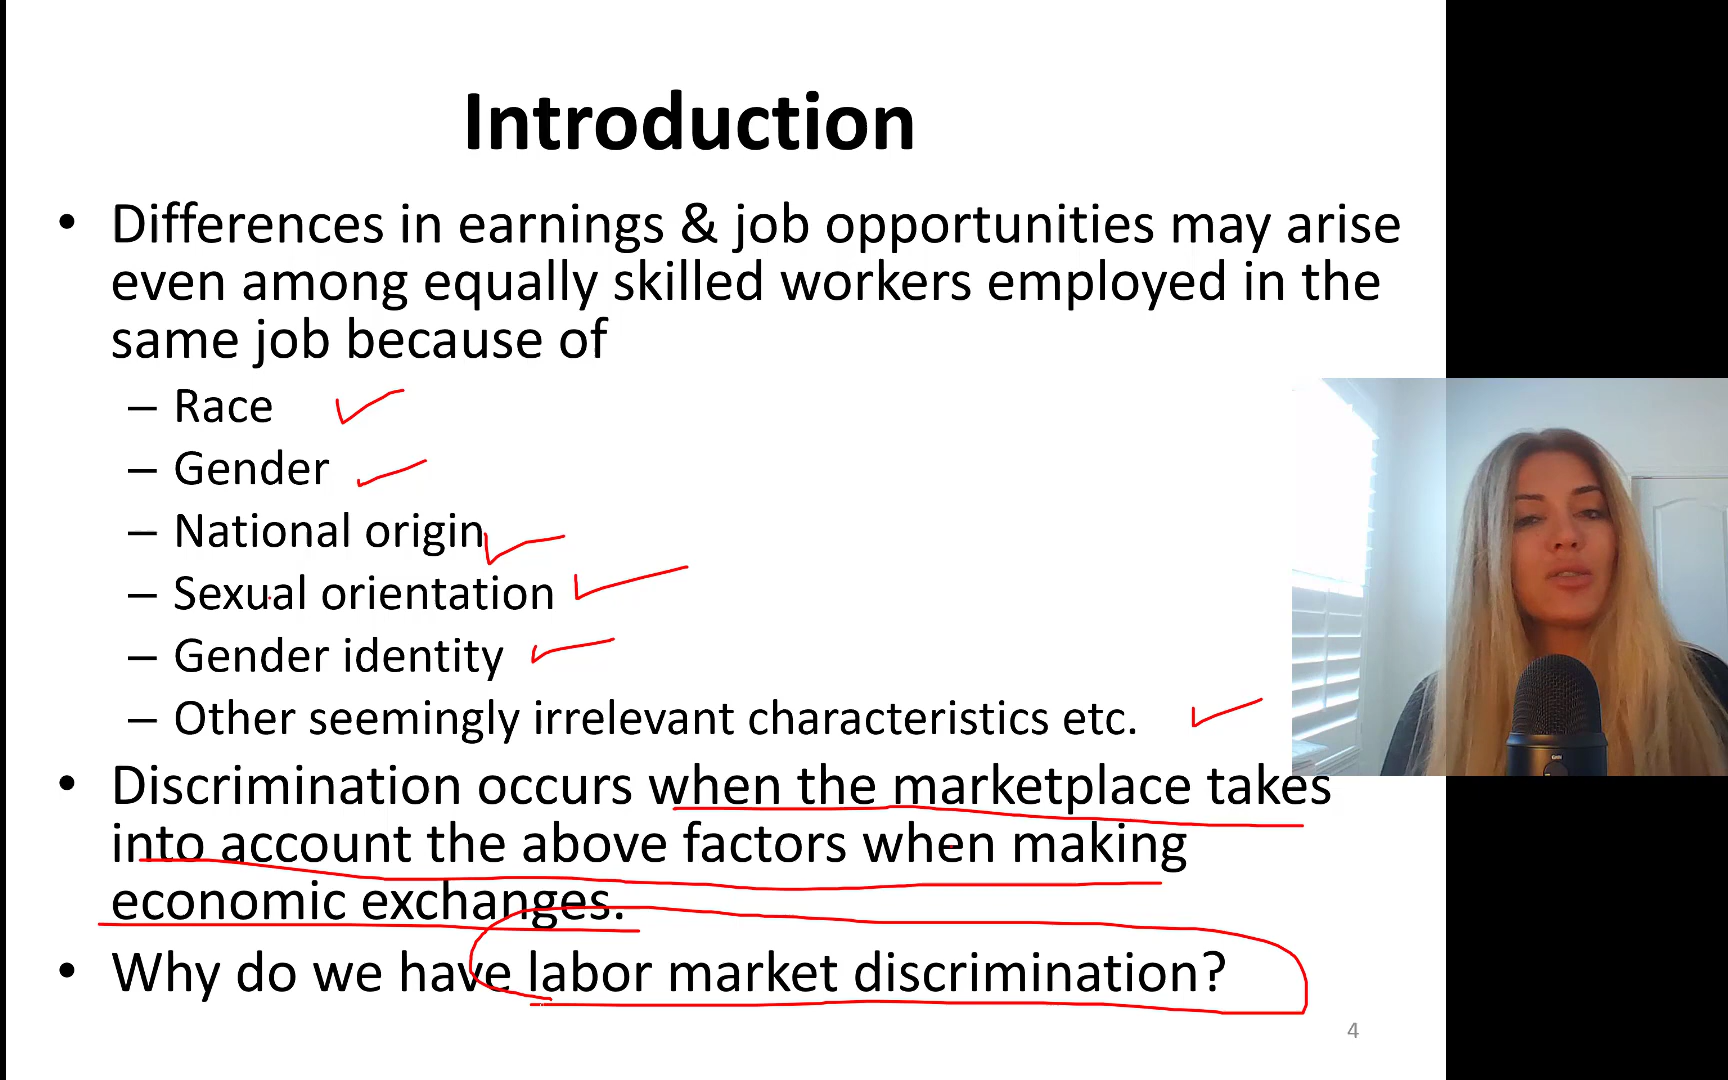 Introduction
• Differences in earnings & job opportunities may arise
even among equally skilled workers employed in the
same job because of
– Race
– Gender
– National origin
– Sexual orientation
– Gender identity
– Other seemingly irrelevant characteristics etc.
• Discrimination occurs when the marketplace takes
into account the above factors when making
economic exchanges.
• Why do we have labor market discrimination?
4